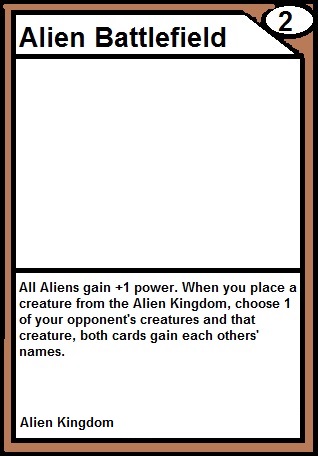 Alien Battlefield
2
All Aliens gain +1 power. When you place a
creature from the Alien Kingdom, choose 1
of your opponent's creatures and that
creature, both cards gain each others'
names.
Alien Kingdom